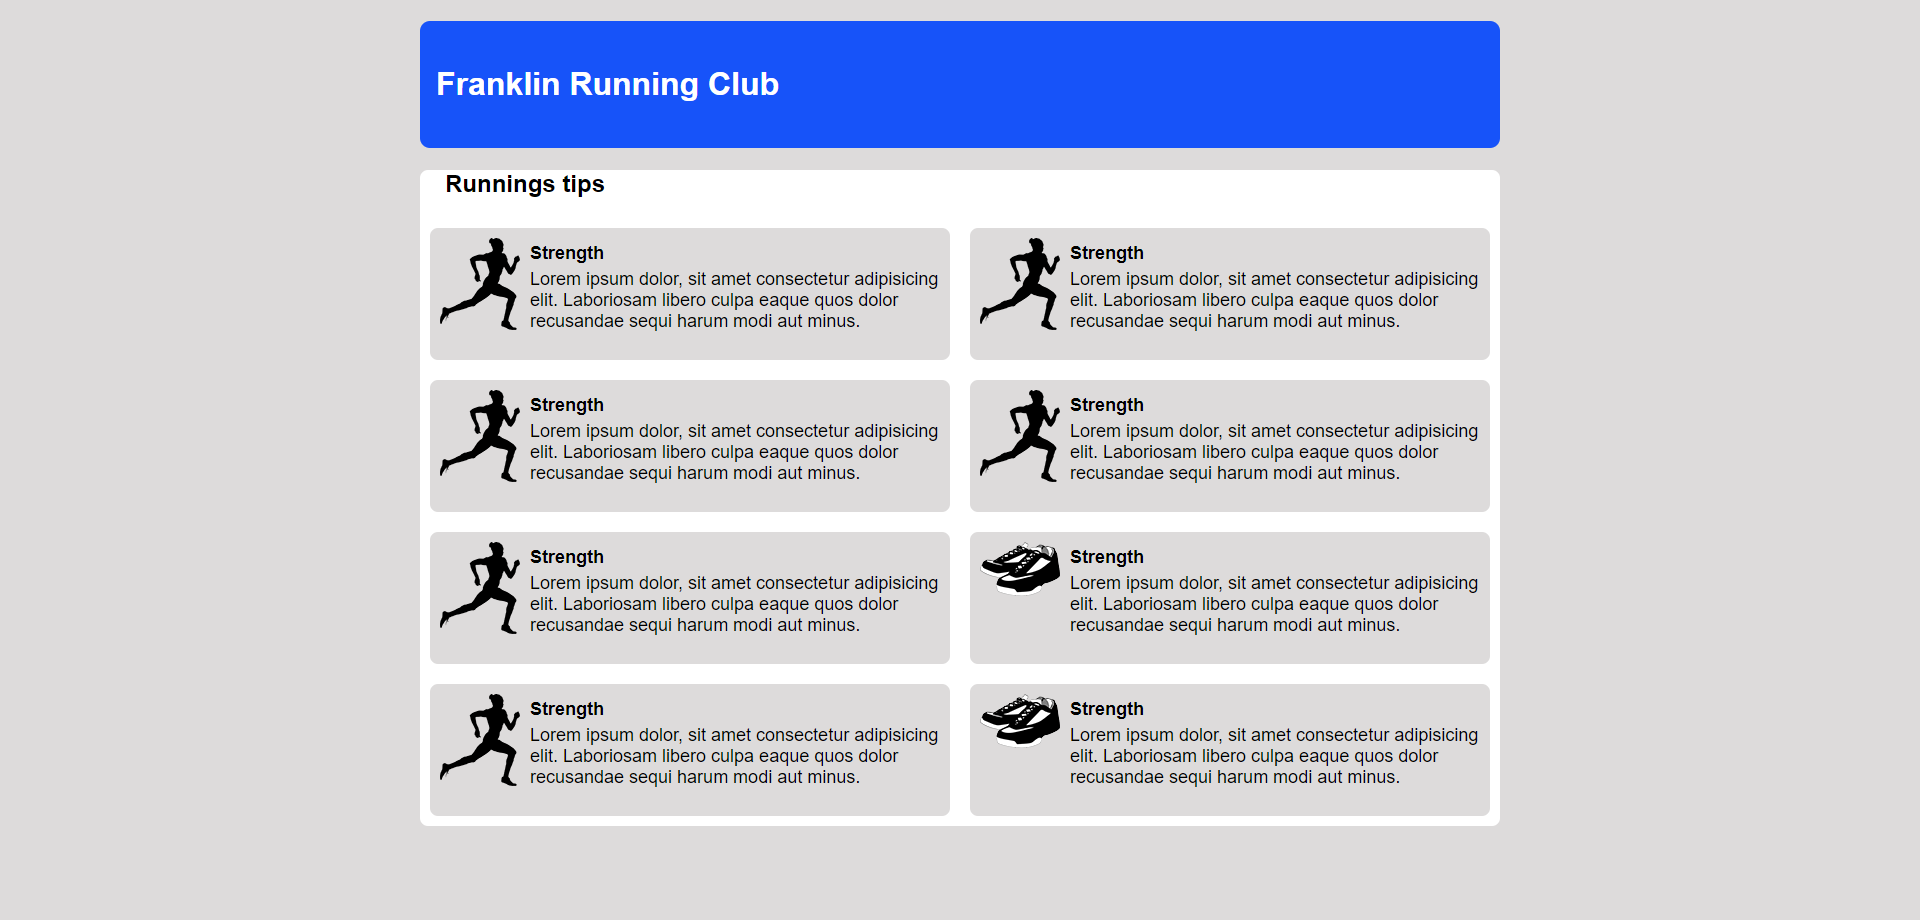 Franklin Running Club
Runnings tips
Strength
Lorem ipsum dolor, sit amet consectetur adipisicing
elit. Laboriosam libero culpa eaque quos dolor
recusandae sequi harum modi aut minus.
Strength
Lorem ipsum dolor, sit amet consectetur adipisicing
elit. Laboriosam libero culpa eaque quos dolor
recusandae sequi harum modi aut minus.
Strength
Lorem ipsum dolor, sit amet consectetur adipisicing
elit. Laboriosam libero culpa eaque quos dolor
recusandae sequi harum modi aut minus.
Strength
Lorem ipsum dolor, sit amet consectetur adipisicing
elit. Laboriosam libero culpa eaque quos dolor
recusandae sequi harum modi aut minus.
Strength
Lorem ipsum dolor, sit amet consectetur adipisicing
elit. Laboriosam libero culpa eaque quos dolor
recusandae sequi harum modi aut minus.
Strength
Lorem ipsum dolor, sit amet consectetur adipisicing
elit. Laboriosam libero culpa eaque quos dolor
recusandae sequi harum modi aut minus.
Strength
Lorem ipsum dolor, sit amet consectetur adipisicing
elit. Laboriosam libero culpa eaque quos dolor
recusandae sequi harum modi aut minus.
Strength
Lorem ipsum dolor, sit amet consectetur adipisicing
elit. Laboriosam libero culpa eaque quos dolor
recusandae sequi harum modi aut minus.